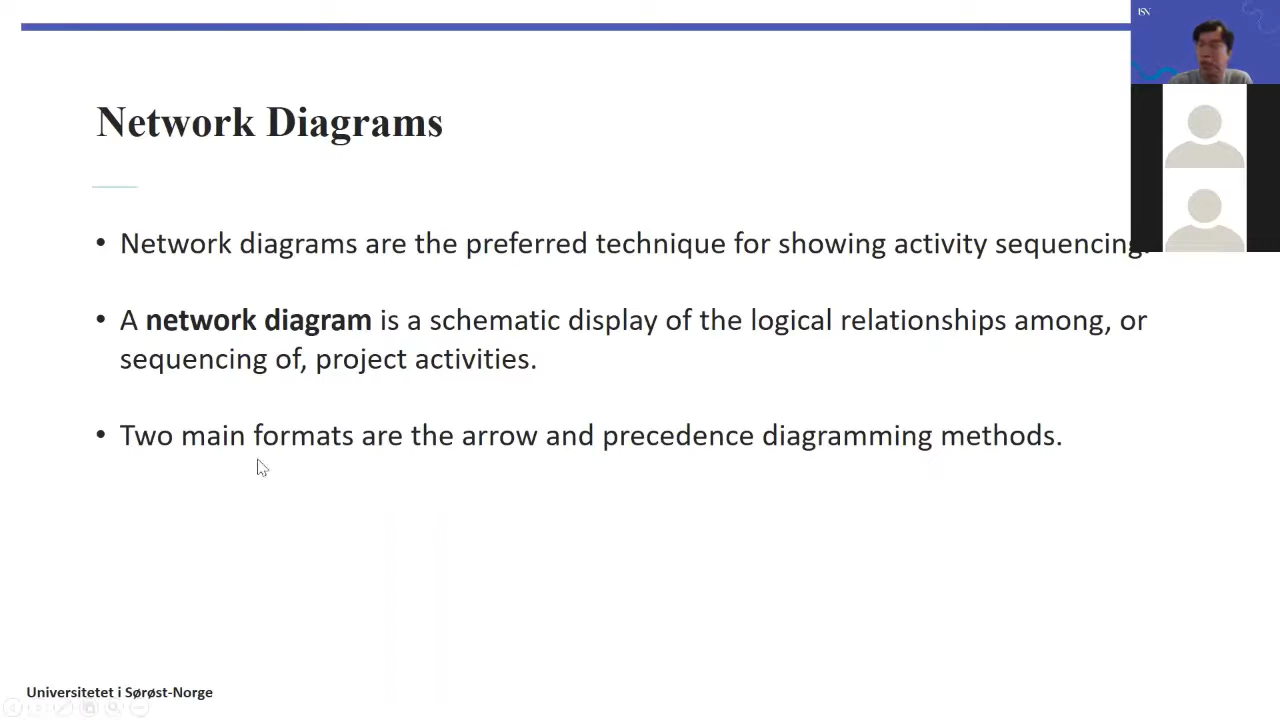 Network Diagrams
• Network diagrams are the preferred technique for showing activity sequencing.
• A network diagram is a schematic display of the logical relationships among, or
sequencing of, project activities.
• Two main formats are the arrow and precedence diagramming methods.
Universitetet i Sørøst-Norge